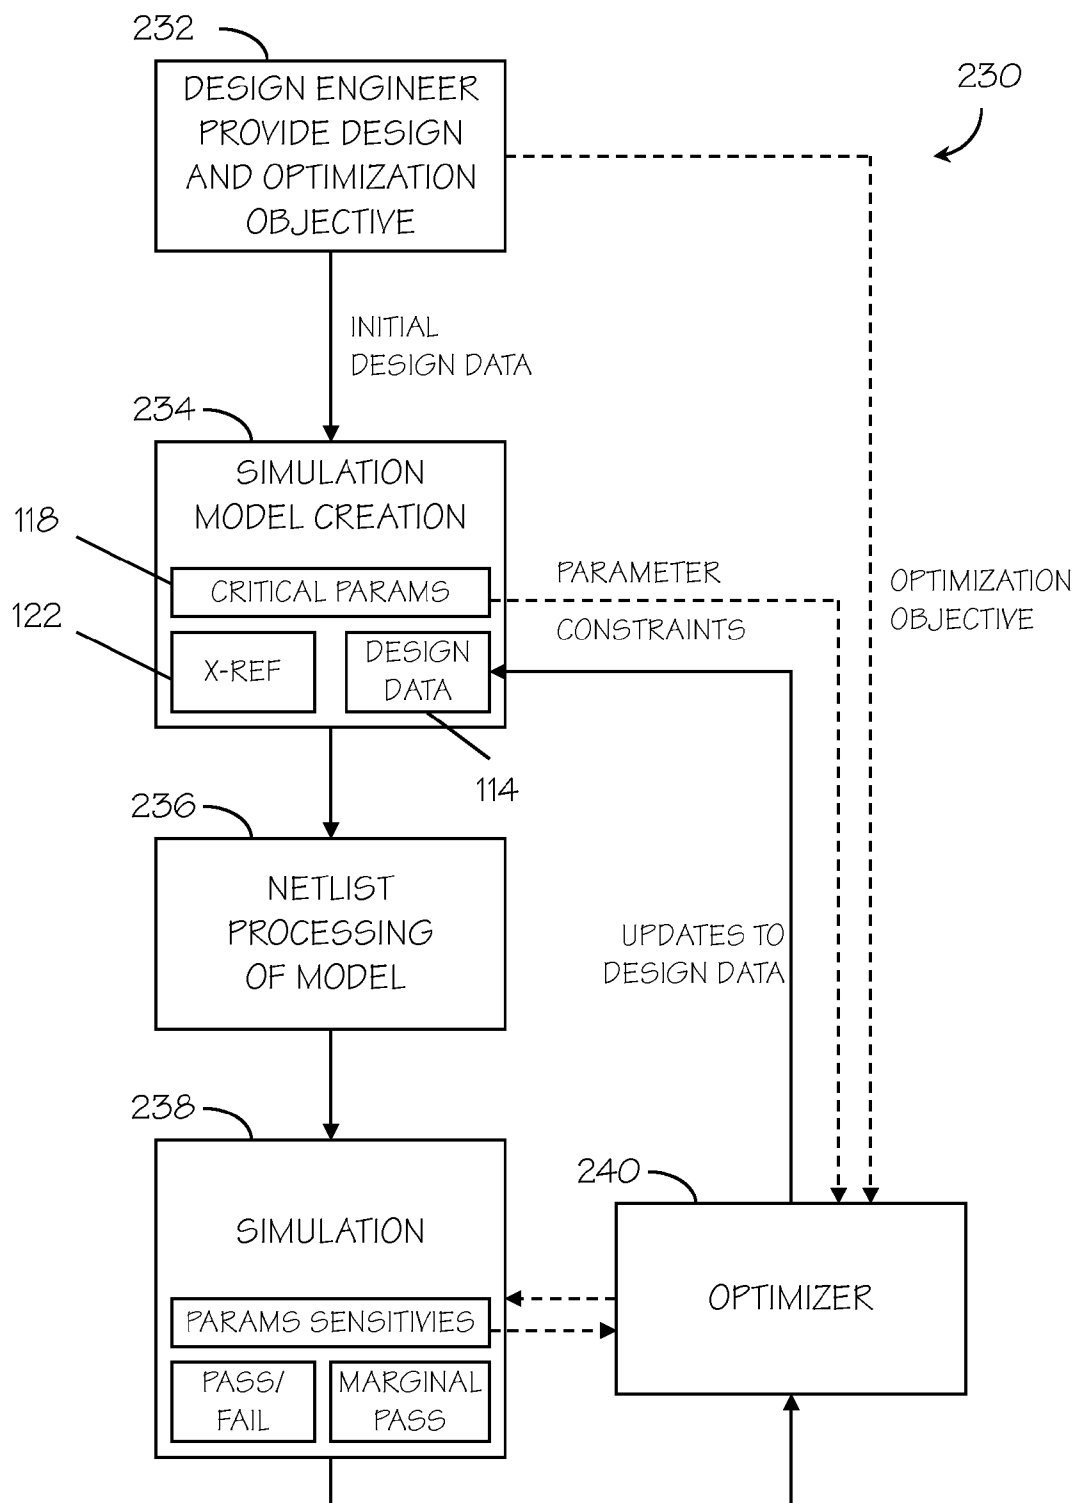 232
DESIGN ENGINEER
PROVIDE DESIGN
AND OPTIMIZATION
OBJECTIVE
230
INITIAL
DESIGN DATA
234
SIMULATION
MODEL CREATION
118
CRITICAL PARAMS
PARAMETER
CONSTRAINTS
OPTIMIZATION
OBJECTIVE
122
X-REF
DESIGN
DATA
114
236
NETLIST
PROCESSING
OF MODEL
UPDATES TO
DESIGN DATA
238
SIMULATION
PARAMS SENSITIVIES
PASS/
FAIL
MARGINAL
PASS
240
OPTIMIZER